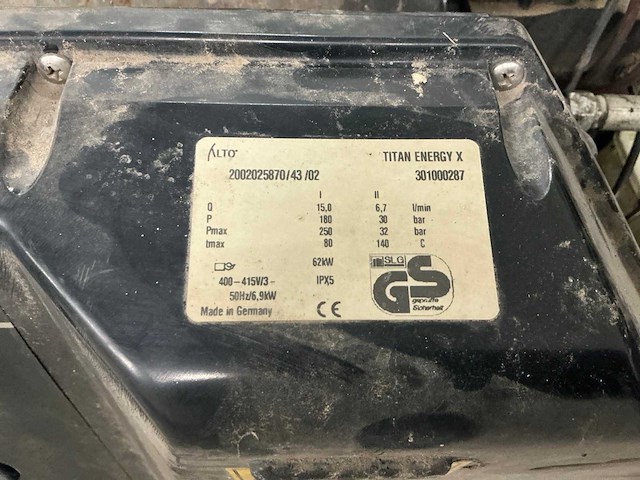 ALTO TITAN ENERGY X
2002025870/43 /02 301000287
I II
Q 15,0 6,7 l/min
P 180 30 bar
Pmax 250 32 bar
tmax 80 140 C
62kW SLG
400-415V/3~ IPX5 GS
50Hz/6,9kW geprüfte
Sicherheit
Made in Germany CE